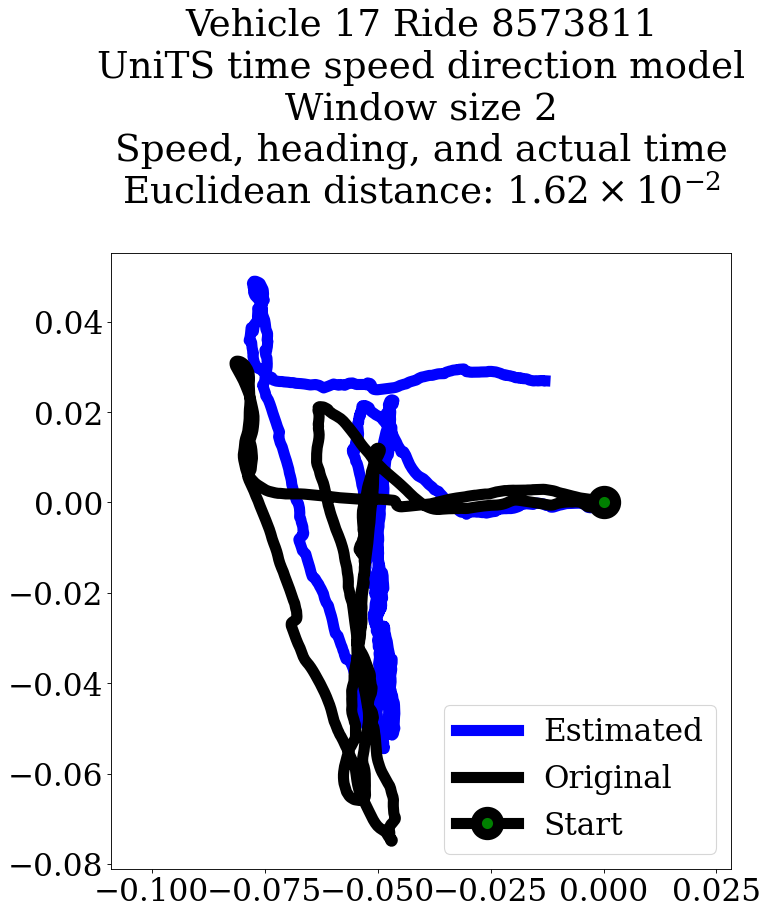 Vehicle 17 Ride 8573811
UniTS time speed direction model
Window size 2
Speed, heading, and actual time
Euclidean distance: 1.62 × 10⁻²
0.04
0.02
0.00
−0.02
−0.04
−0.06
−0.08
Estimated
Original
Start
−0.100 −0.075 −0.050 −0.025 0.000 0.025